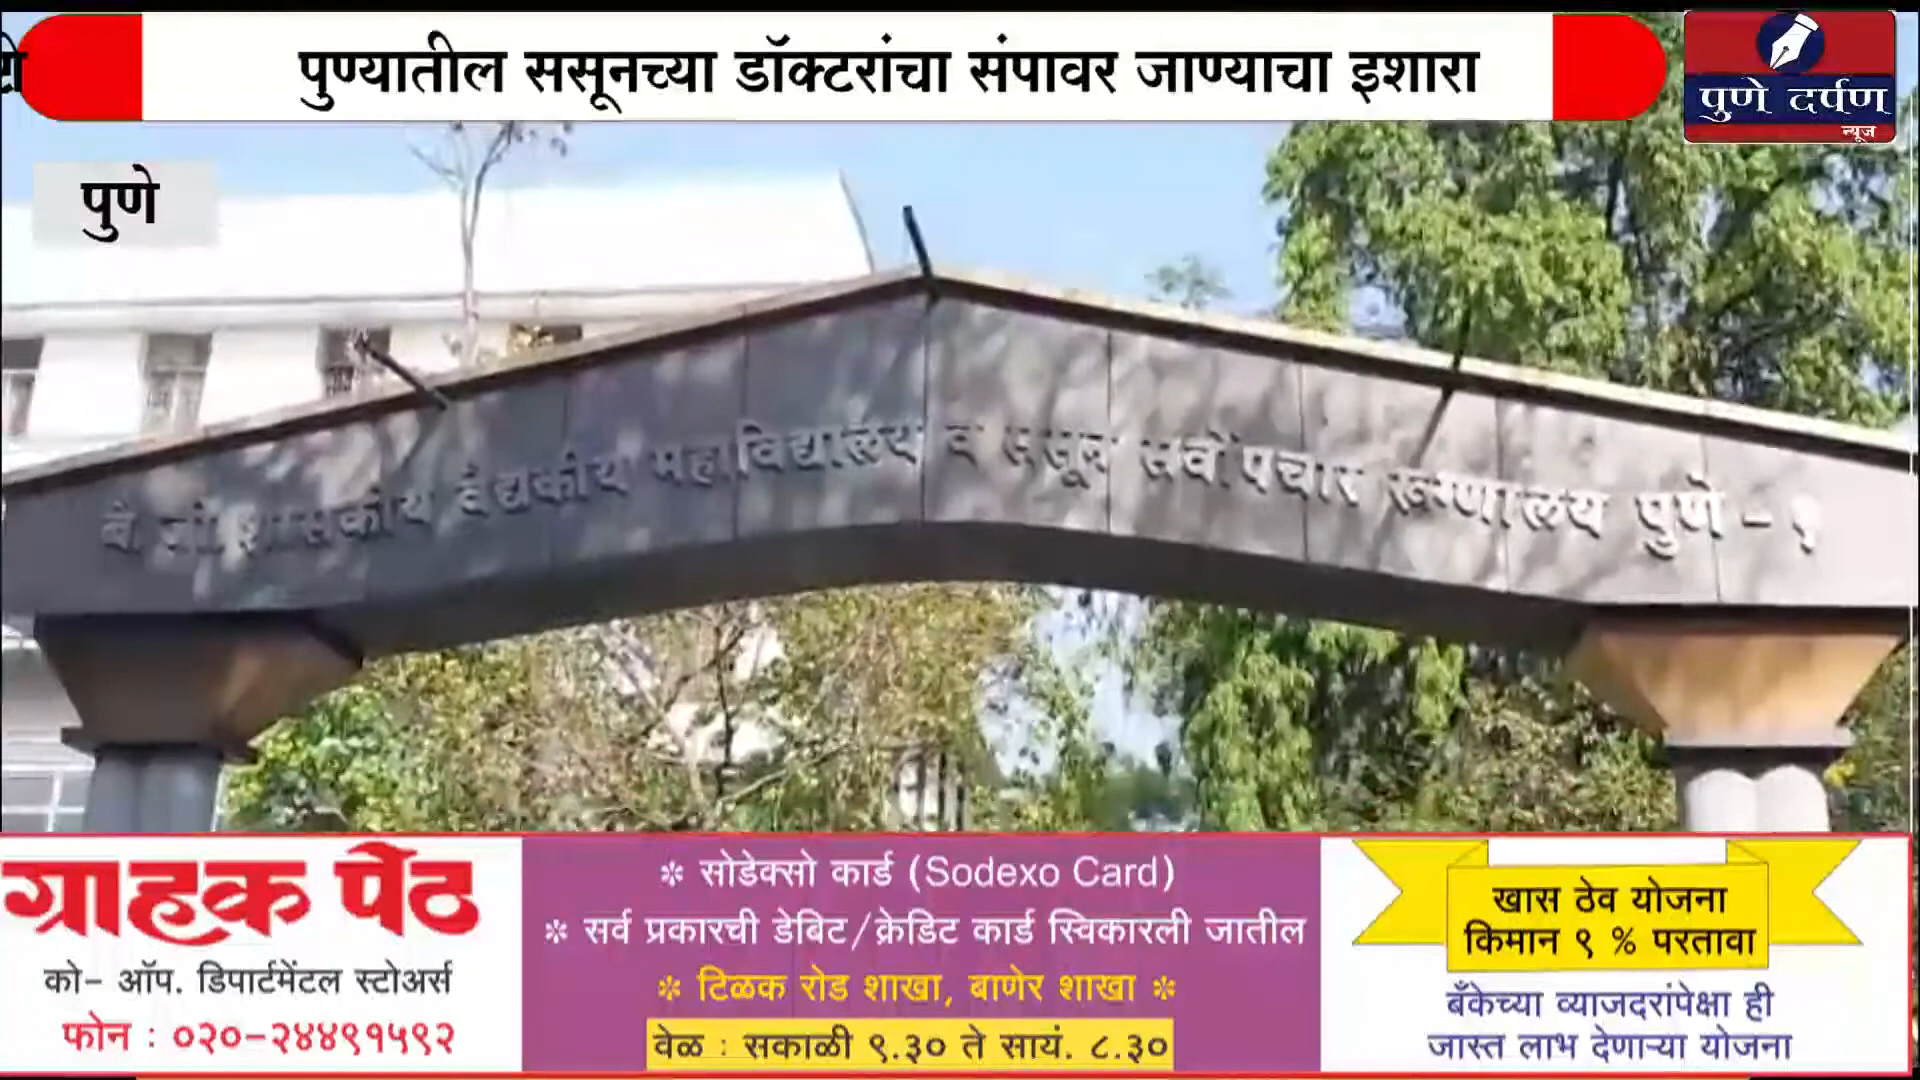 पुण्यातील ससूनच्या डॉक्टरांचा संपावर जाण्याचा इशारा
पुणे दर्पण
न्यूज
पुणे
बै. जी. शासकीय वैद्यकीय महाविद्यालय व ससून सर्वोपचार रुग्णालय पुणे - १
ग्राहक पेठ
को- ऑप. डिपार्टमेंटल स्टोअर्स
फोन : ०२०-२४४९१५९२
* सोडेक्सो कार्ड (Sodexo Card)
* सर्व प्रकारची डेबिट/क्रेडिट कार्ड स्विकारली जातील
* टिळक रोड शाखा, बाणेर शाखा *
वेळ : सकाळी ९.३० ते सायं. ८.३०
खास ठेव योजना
किमान ९ % परतावा
बँकेच्या व्याजदरांपेक्षा ही
जास्त लाभ देणाऱ्या योजना